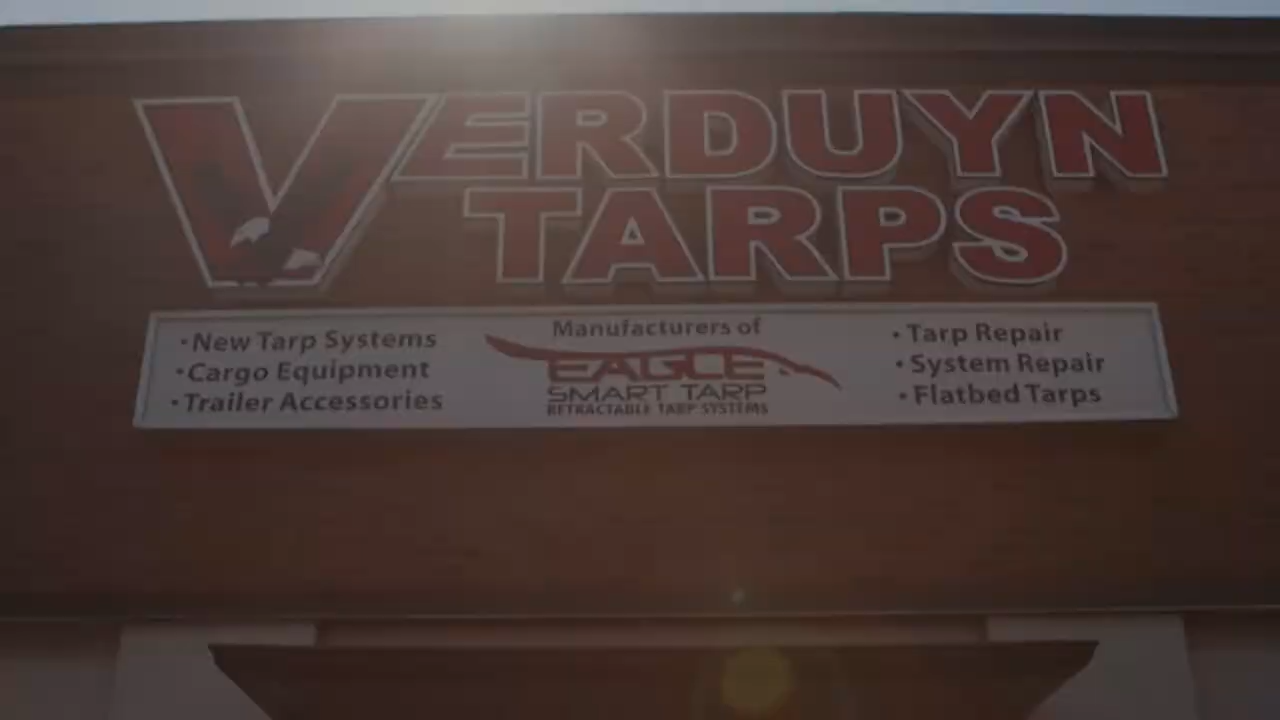 VERDUYN
TARPS
•New Tarp Systems
•Cargo Equipment
•Trailer Accessories
Manufacturers of
EAGLE
SMART TARP
RETRACTABLE TARP SYSTEMS
•Tarp Repair
•System Repair
•Flatbed Tarps